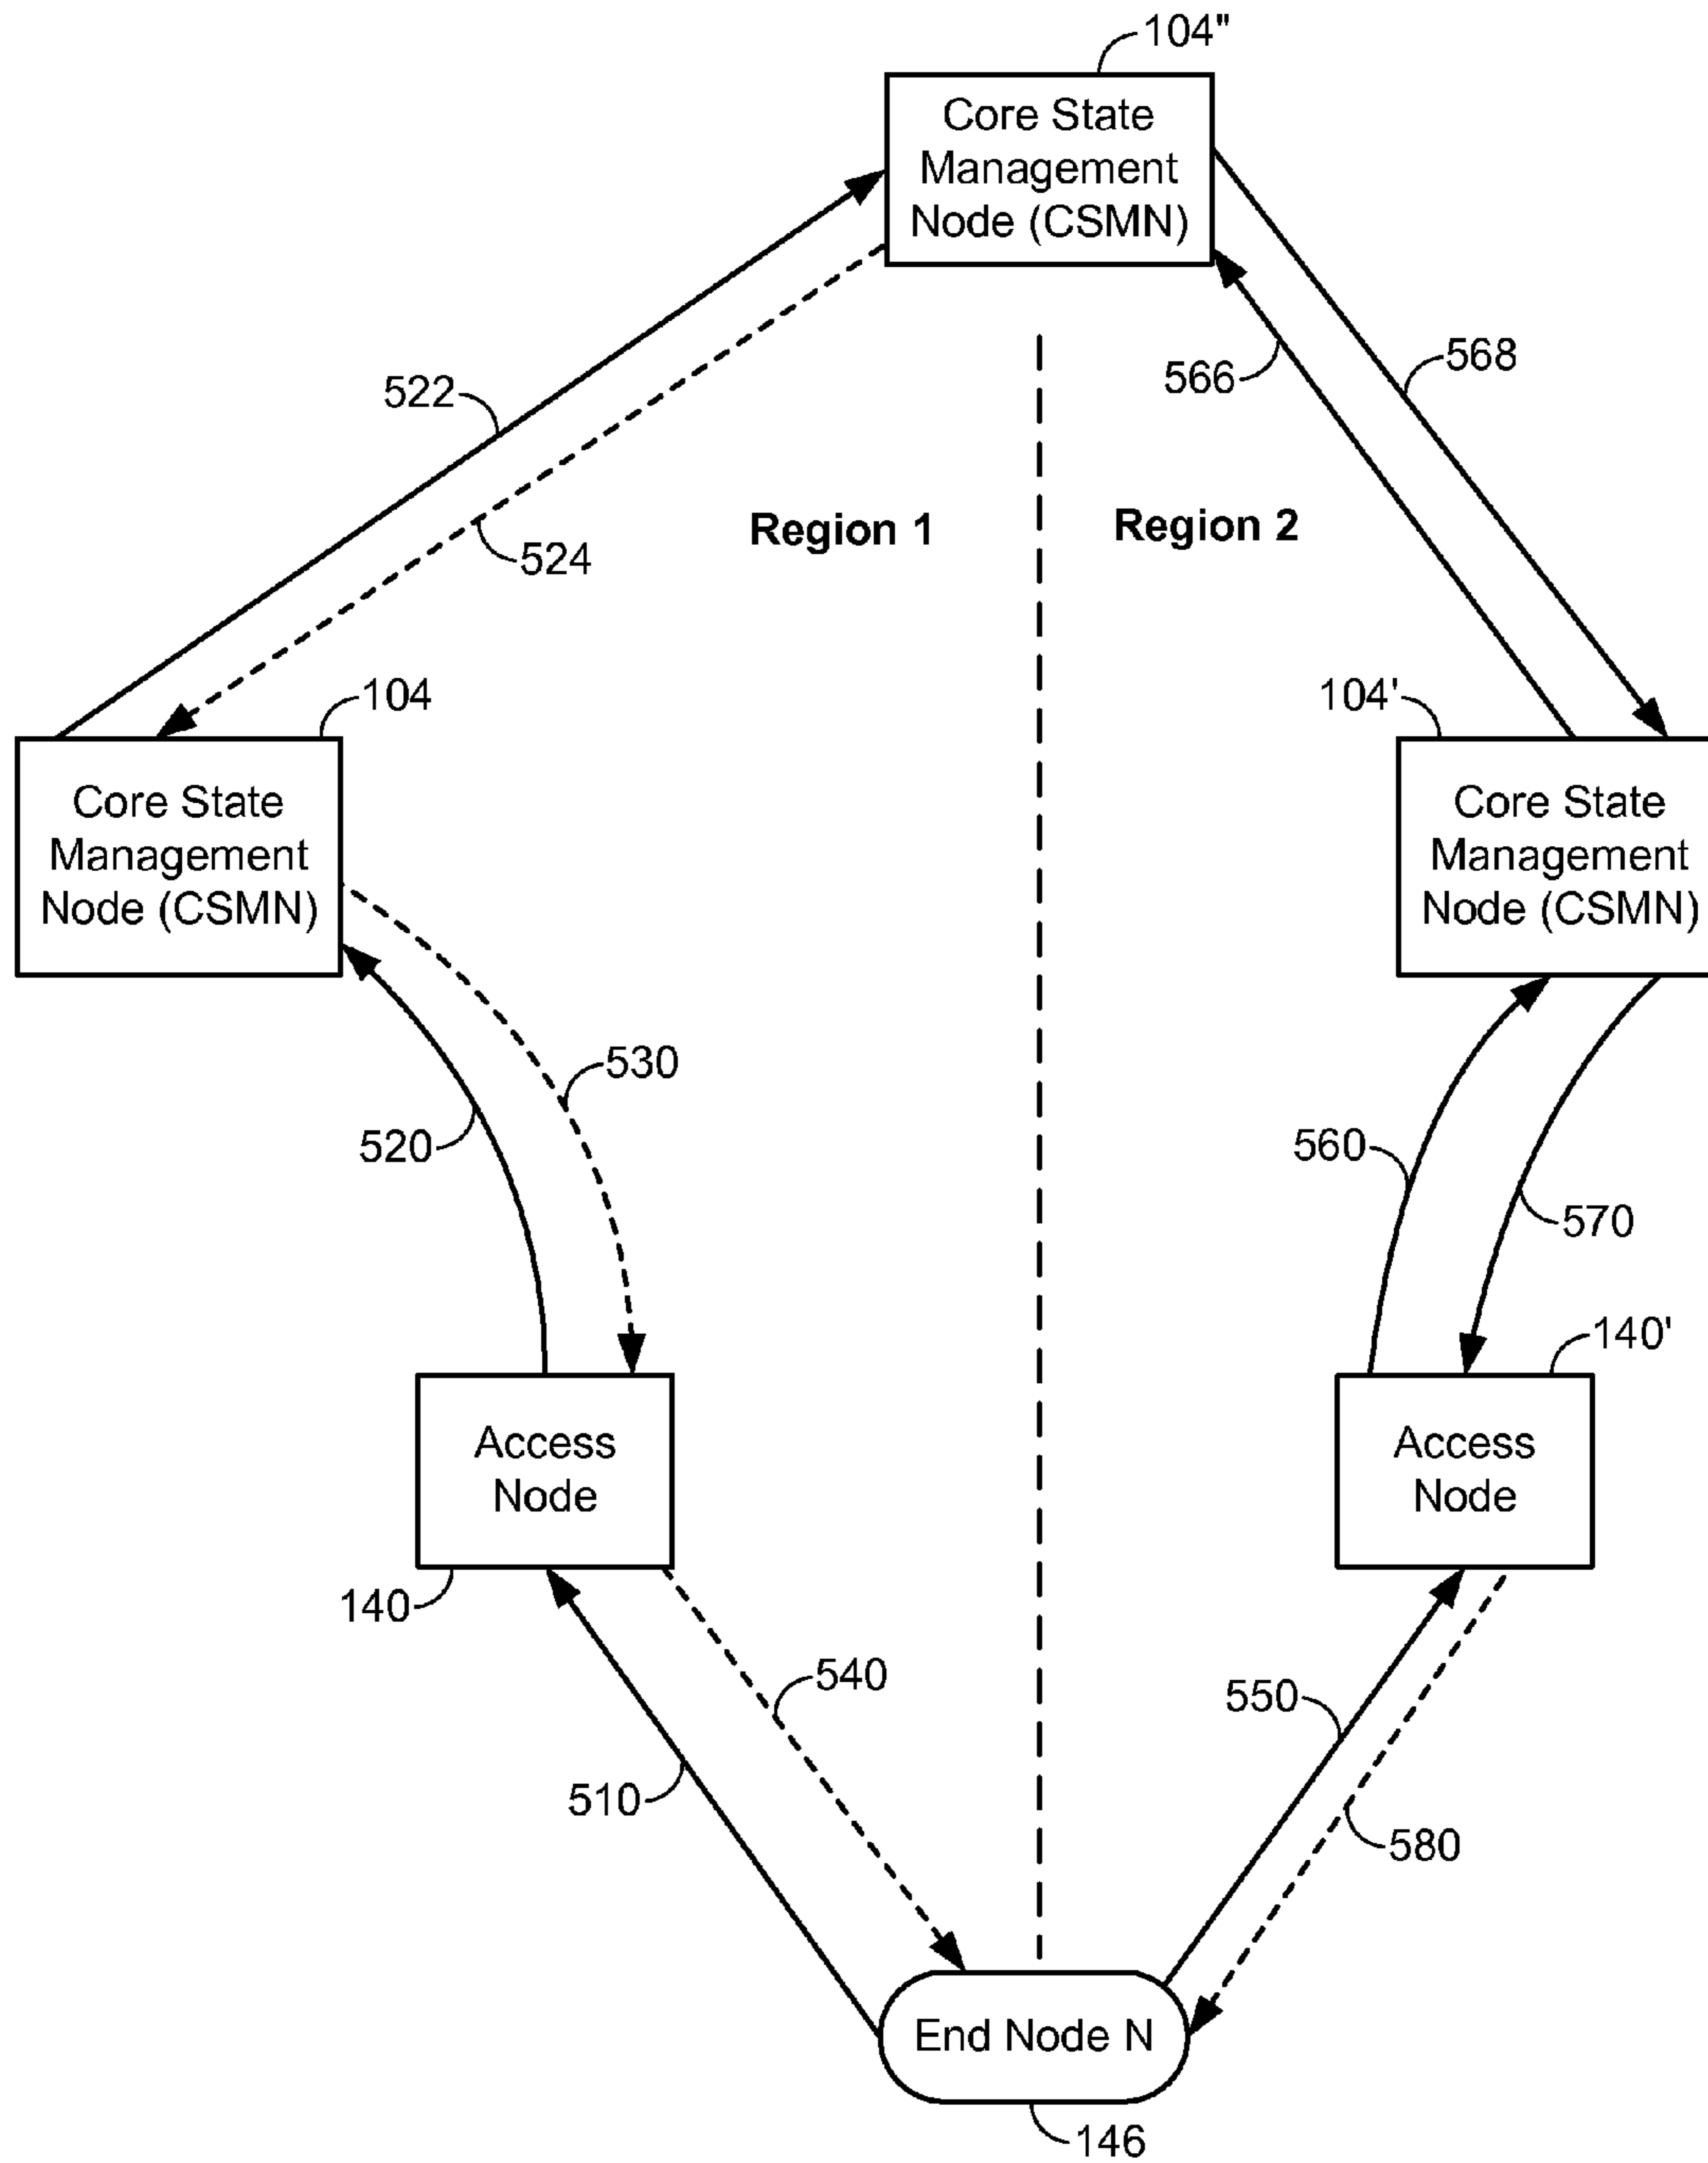 104"
Core State
Management
Node (CSMN)
522
524
566
568
Region 1
Region 2
104
Core State
Management
Node (CSMN)
104'
Core State
Management
Node (CSMN)
530
520
560
570
140'
Access
Node
140
Access
Node
540
510
550
580
End Node N
146